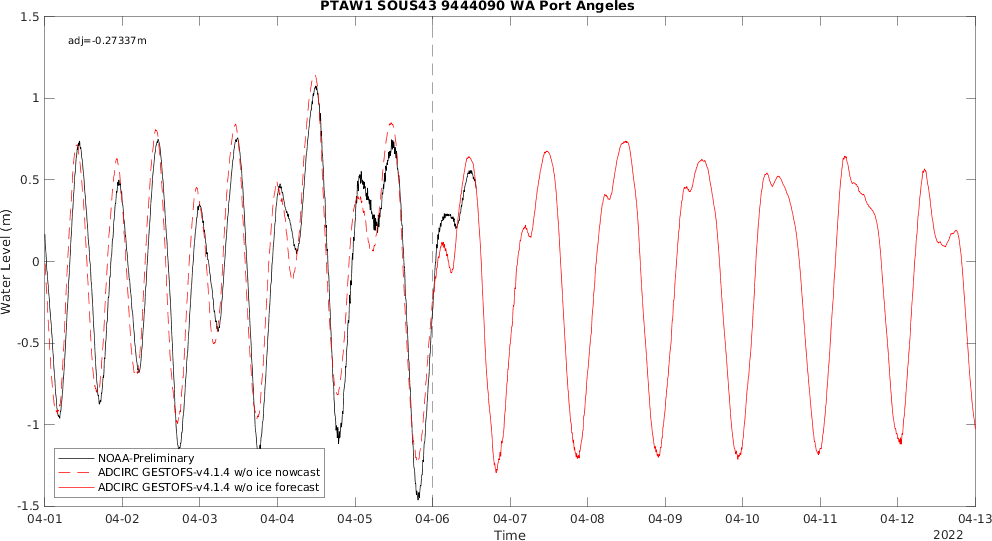 PTAW1 SOUS43 9444090 WA Port Angeles
1.5
adj=-0.27337m
1
0.5
0
-0.5
-1
-1.5
Water Level (m)
NOAA-Preliminary
ADCIRC GESTOFS-v4.1.4 w/o ice nowcast
ADCIRC GESTOFS-v4.1.4 w/o ice forecast
04-01 04-02 04-03 04-04 04-05 04-06 04-07 04-08 04-09 04-10 04-11 04-12 04-13
Time
2022